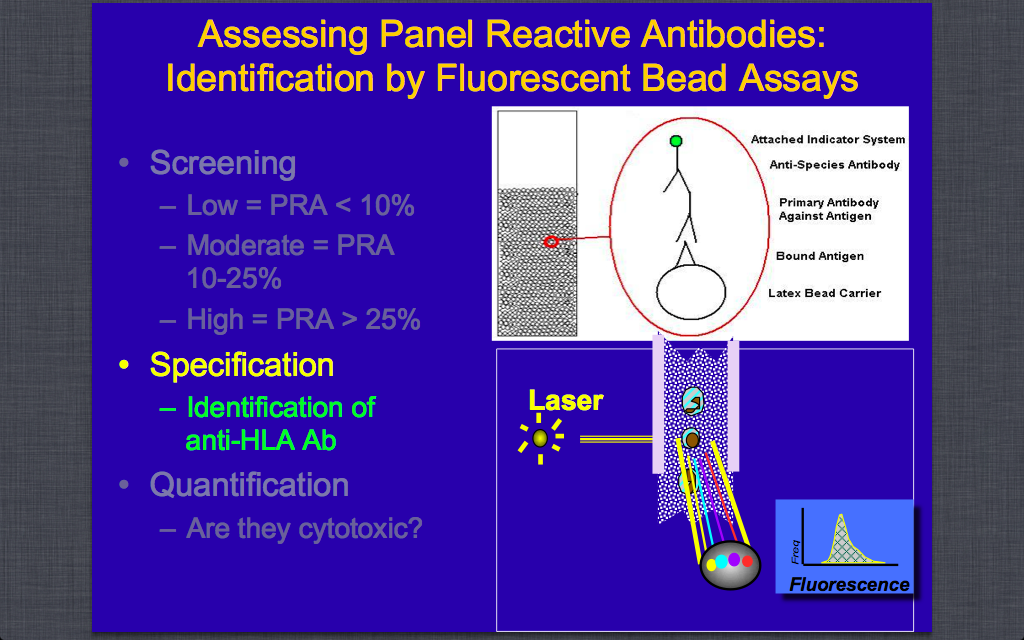 Assessing Panel Reactive Antibodies:
Identification by Fluorescent Bead Assays
• Screening
– Low = PRA < 10%
– Moderate = PRA
10-25%
– High = PRA > 25%
• Specification
– Identification of
anti-HLA Ab
• Quantification
– Are they cytotoxic?
Attached Indicator System
Anti-Species Antibody
Primary Antibody
Against Antigen
Bound Antigen
Latex Bead Carrier
Laser
Freq
Fluorescence